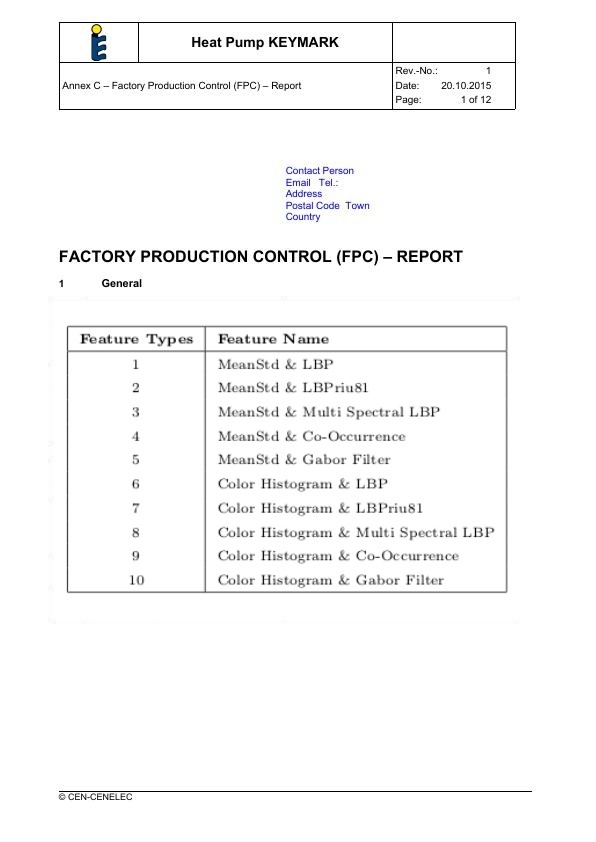 Heat Pump KEYMARK
Annex C – Factory Production Control (FPC) – Report
Rev.-No.: 1
Date: 20.10.2015
Page: 1 of 12
Contact Person
Email Tel.:
Address
Postal Code Town
Country
FACTORY PRODUCTION CONTROL (FPC) – REPORT
1 General
Feature Types Feature Name
1 MeanStd & LBP
2 MeanStd & LBPriu81
3 MeanStd & Multi Spectral LBP
4 MeanStd & Co-Occurrence
5 MeanStd & Gabor Filter
6 Color Histogram & LBP
7 Color Histogram & LBPriu81
8 Color Histogram & Multi Spectral LBP
9 Color Histogram & Co-Occurrence
10 Color Histogram & Gabor Filter
© CEN-CENELEC